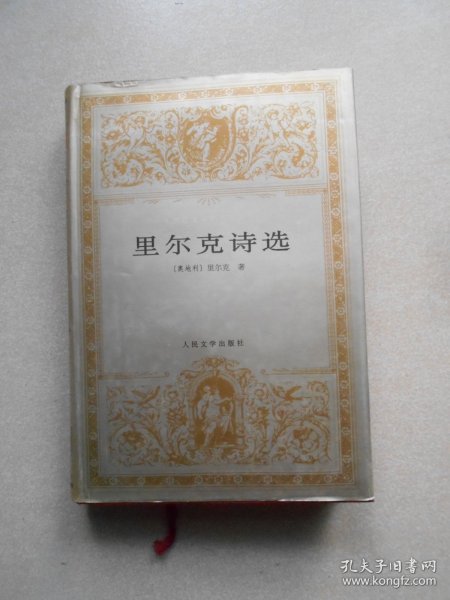 里尔克诗选
〔奥地利〕里尔克 著
人民文学出版社
孔夫子旧书网
www.kongfz.com